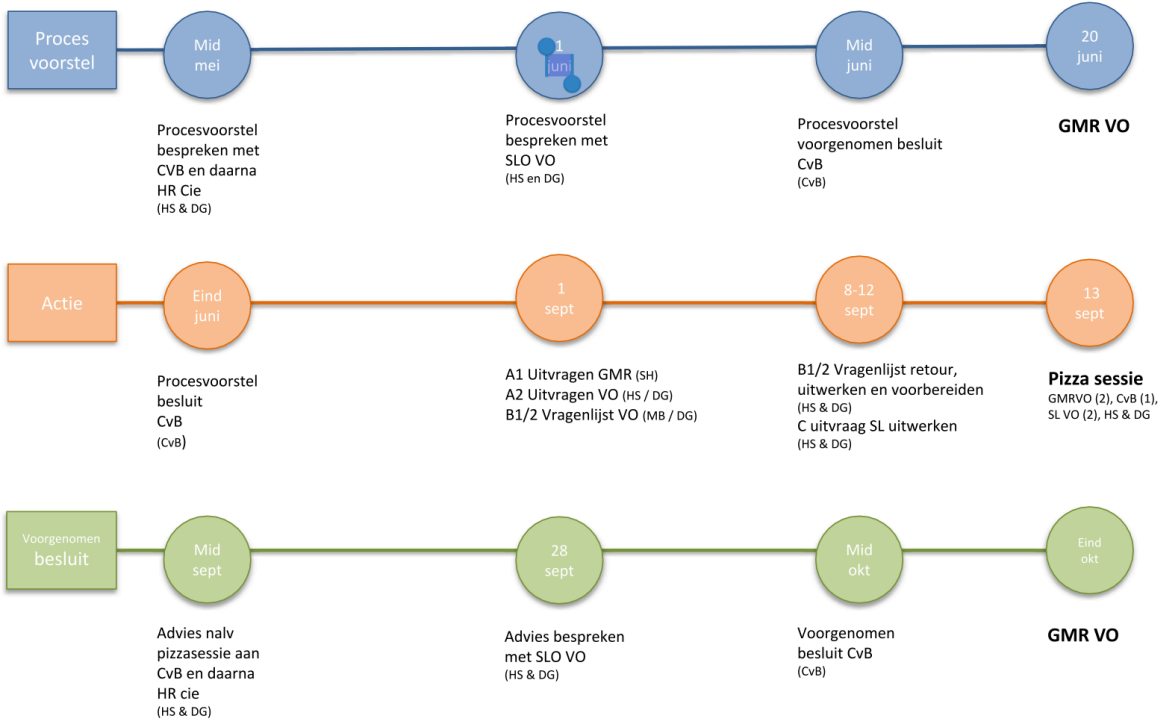 Proces
voorstel
Mid
mei
1
juni
Mid
juni
20
juni
Procesvoorstel
bespreken met
CVB en daarna
HR Cie
(HS & DG)
Procesvoorstel
bespreken met
SLO VO
(HS en DG)
Procesvoorstel
voorgenomen besluit
CvB
(CvB)
GMR VO
Actie
Eind
juni
1
sept
8-12
sept
13
sept
Procesvoorstel
besluit
CvB
(CvB)
A1 Uitvragen GMR (SH)
A2 Uitvragen VO (HS / DG)
B1/2 Vragenlijst VO (MB / DG)
B1/2 Vragenlijst retour,
uitwerken en voorbereiden
(HS & DG)
C uitvraag SL uitwerken
(HS & DG)
Pizza sessie
GMRVO (2), CvB (1),
SL VO (2), HS & DG
Voorgenomen
besluit
Mid
sept
28
sept
Mid
okt
Eind
okt
Advies nalv
pizzasessie aan
CvB en daarna
HR cie
(HS & DG)
Advies bespreken
met SLO VO
(HS & DG)
Voorgenomen
besluit CvB
(CvB)
GMR VO